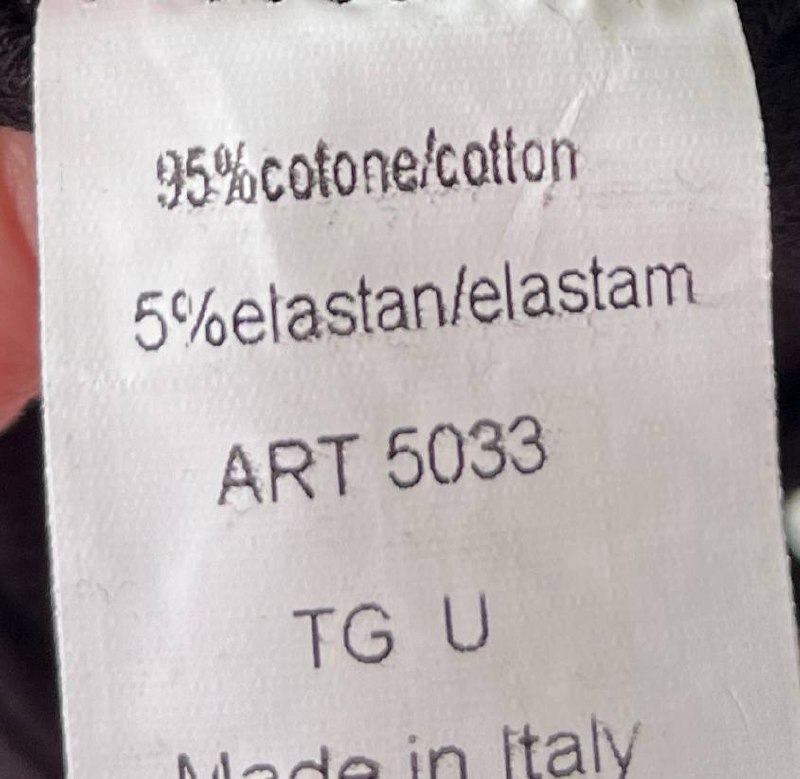 95%cotone/cotton
5%elastan/elastam
ART 5033
TG U
Made in Italy